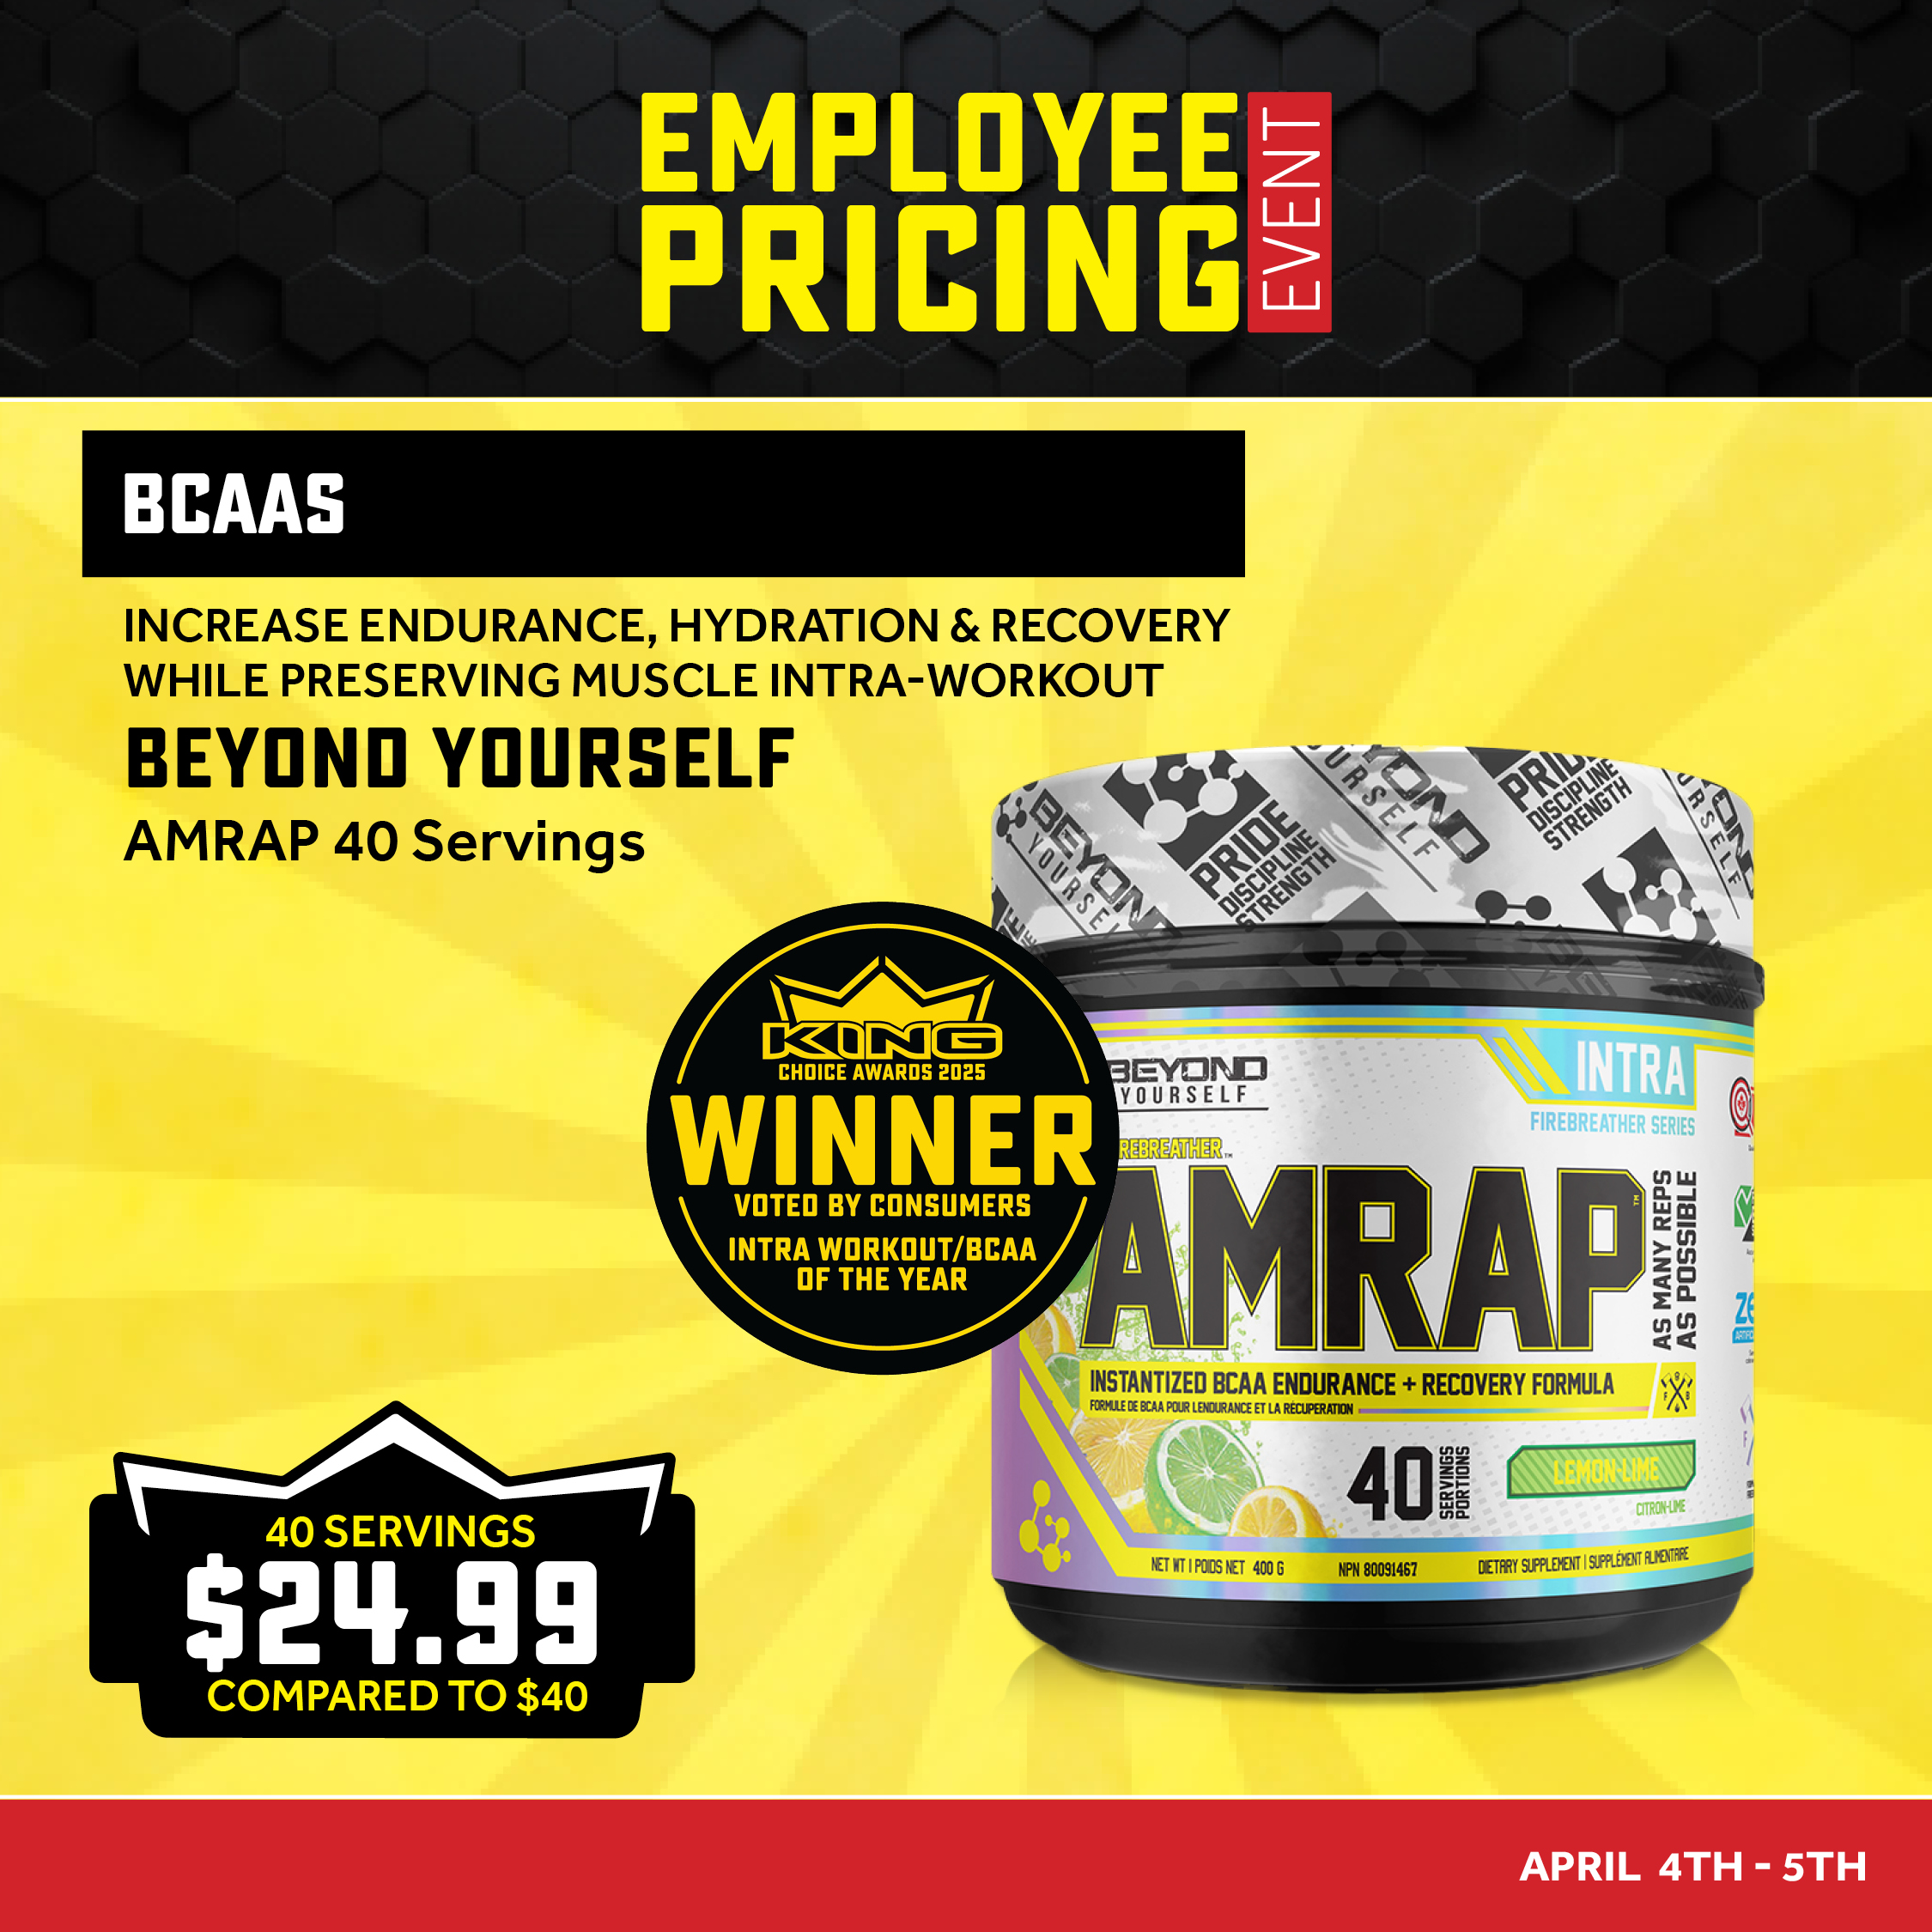 EMPLOYEE
PRICING
EVENT
BCAAS
INCREASE ENDURANCE, HYDRATION & RECOVERY
WHILE PRESERVING MUSCLE INTRA-WORKOUT
BEYOND YOURSELF
AMRAP 40 Servings
KING
CHOICE AWARDS 2025
WINNER
VOTED BY CONSUMERS
INTRA WORKOUT/BCAA
OF THE YEAR
BEYOND
YOURSELF
PRIDE
DISCIPLINE
STRENGTH
BEYOND
YOURSELF
INTRA
FIREBREATHER SERIES
AMRAP™
AS MANY REPS
AS POSSIBLE
INSTANTIZED BCAA ENDURANCE + RECOVERY FORMULA
FORMULE DE BCAA POUR LENDURANCE ET LA RÉCUPERATION
40
SERVINGS
PORTIONS
LEMON-LIME
CITRON-LIME
NET WT | POIDS NET 400 G
NPN 80091467
DIETARY SUPPLEMENT | SUPPLÉMENT ALIMENTAIRE
40 SERVINGS
$24.99
COMPARED TO $40
APRIL 4TH - 5TH